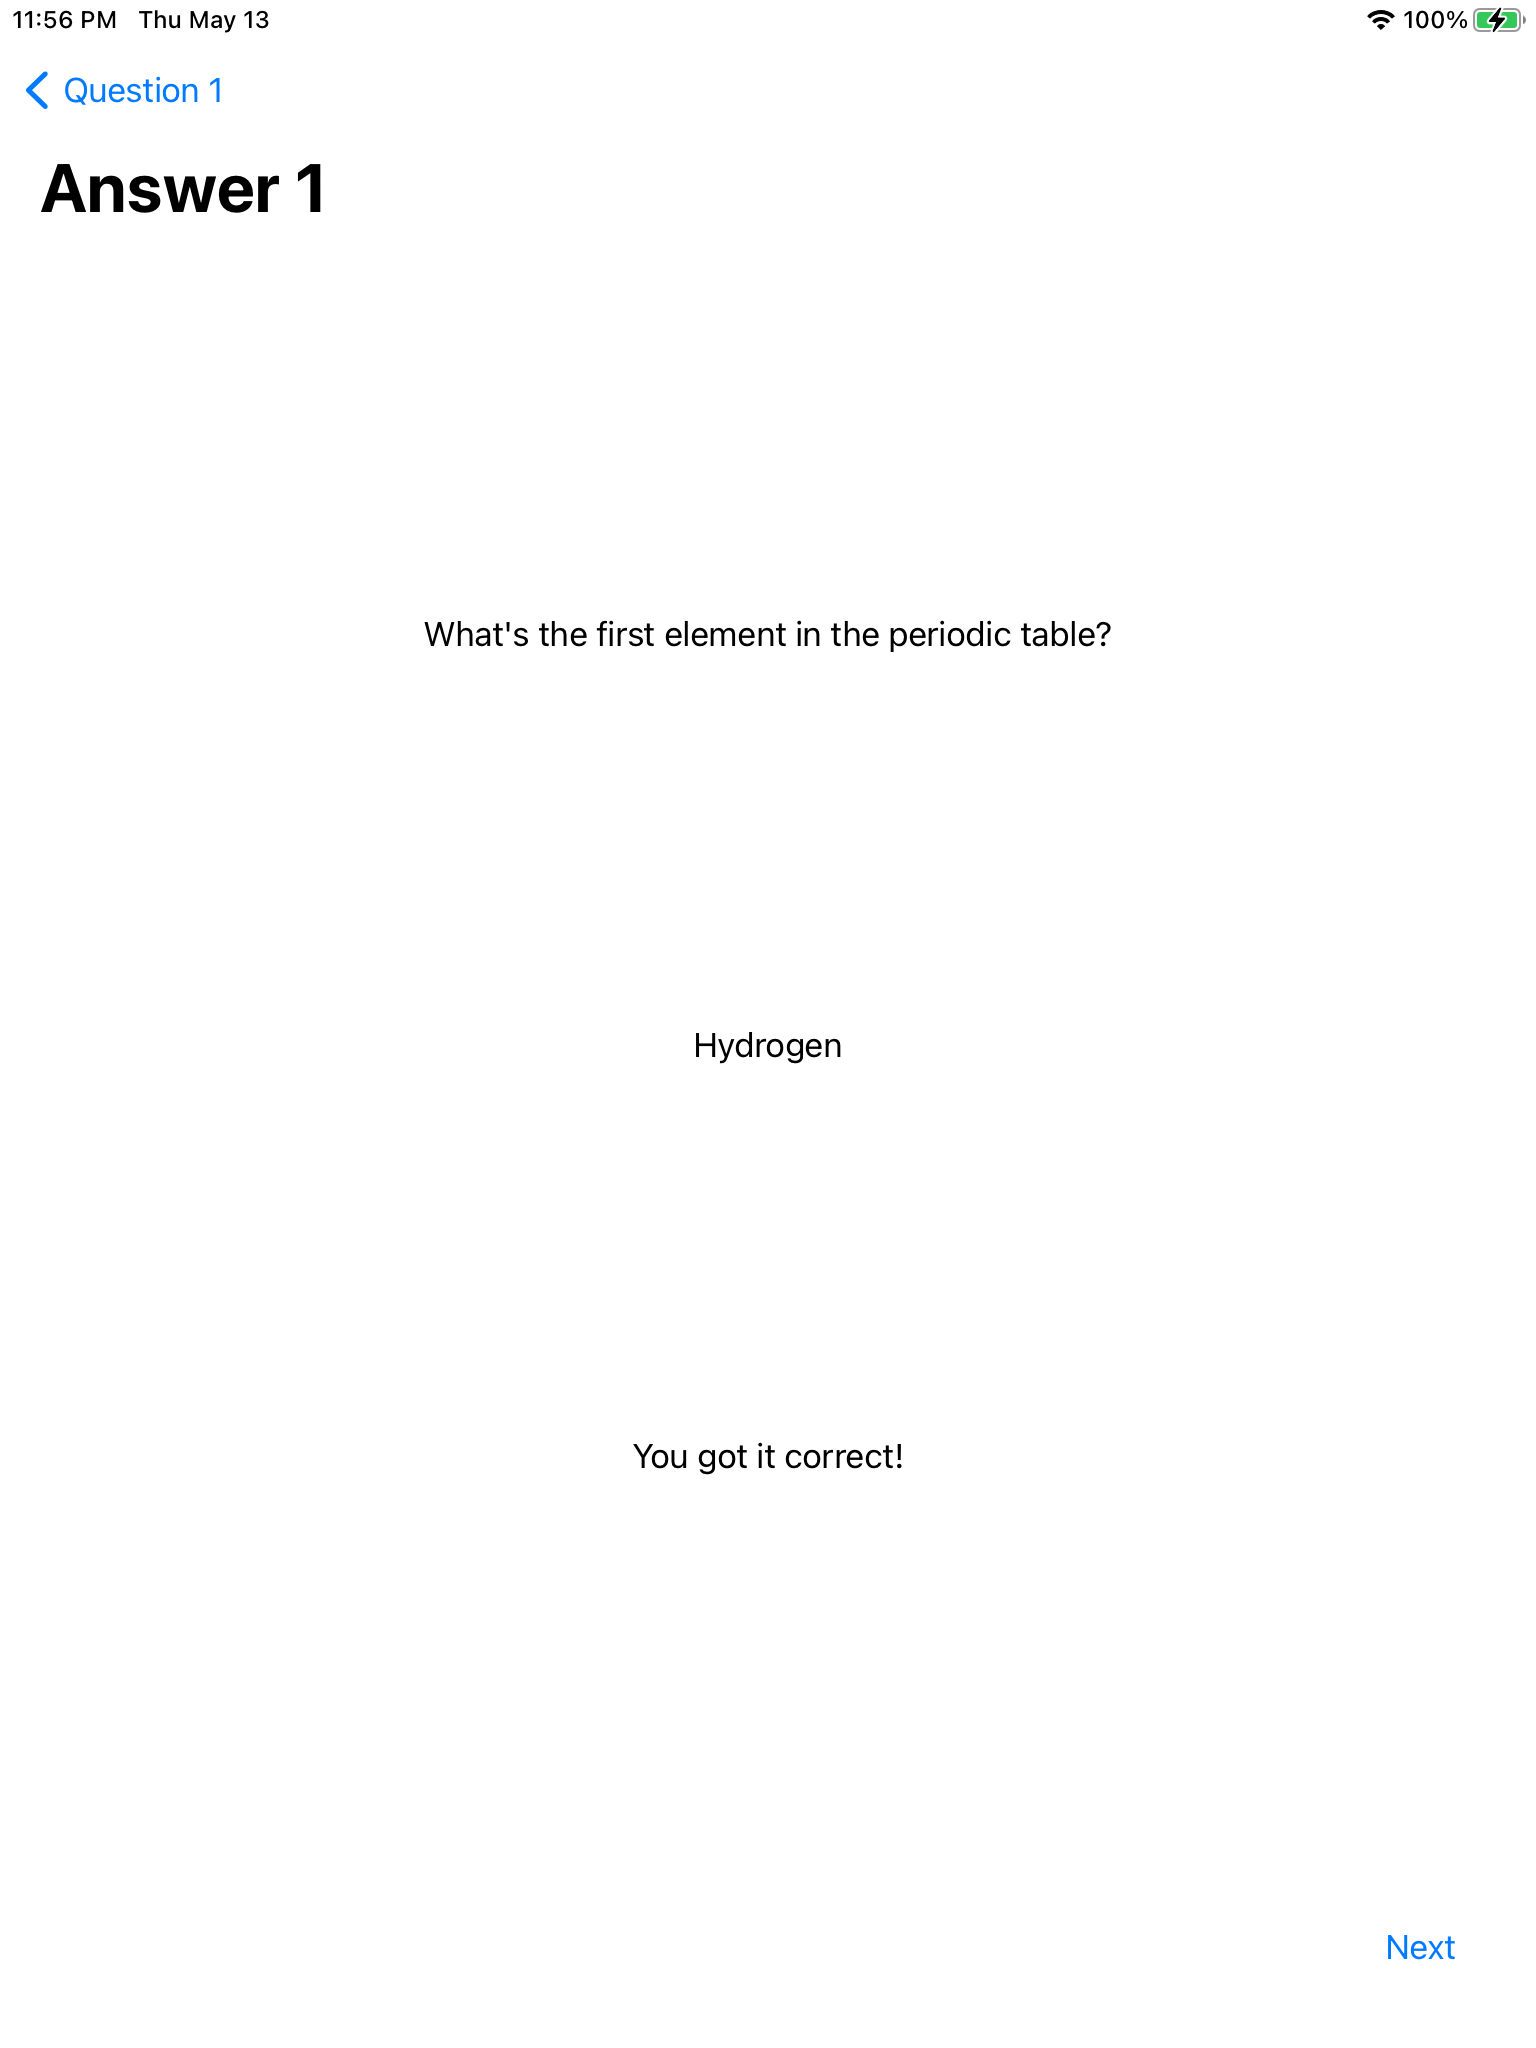 11:56 PM Thu May 13 100%
Question 1
Answer 1
What's the first element in the periodic table?
Hydrogen
You got it correct!
Next